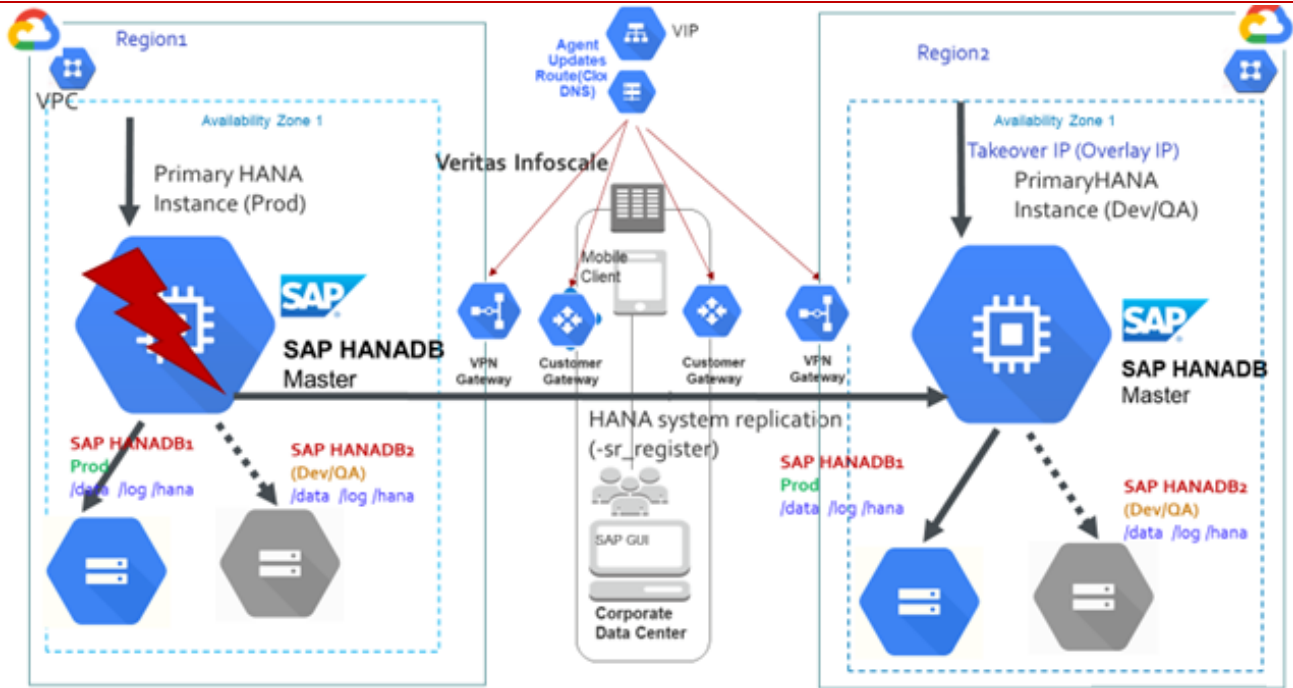 Region1
VPC
Availability Zone 1
Primary HANA
Instance (Prod)
SAP
SAP HANADB
Master
SAP HANADB1
Prod
/data /log /hana
SAP HANADB2
(Dev/QA)
/data /log /hana
VIP
Agent
Updates
Route(Clou
DNS)
Veritas Infoscale
Mobile
Client
VPN
Gateway
Customer
Gateway
Customer
Gateway
VPN
Gateway
HANA system replication
(-sr_register)
SAP GUI
Corporate
Data Center
Region2
Availability Zone 1
Takeover IP (Overlay IP)
PrimaryHANA
Instance (Dev/QA)
SAP
SAP HANADB
Master
SAP HANADB1
Prod
/data /log /hana
SAP HANADB2
(Dev/QA)
/data /log /hana